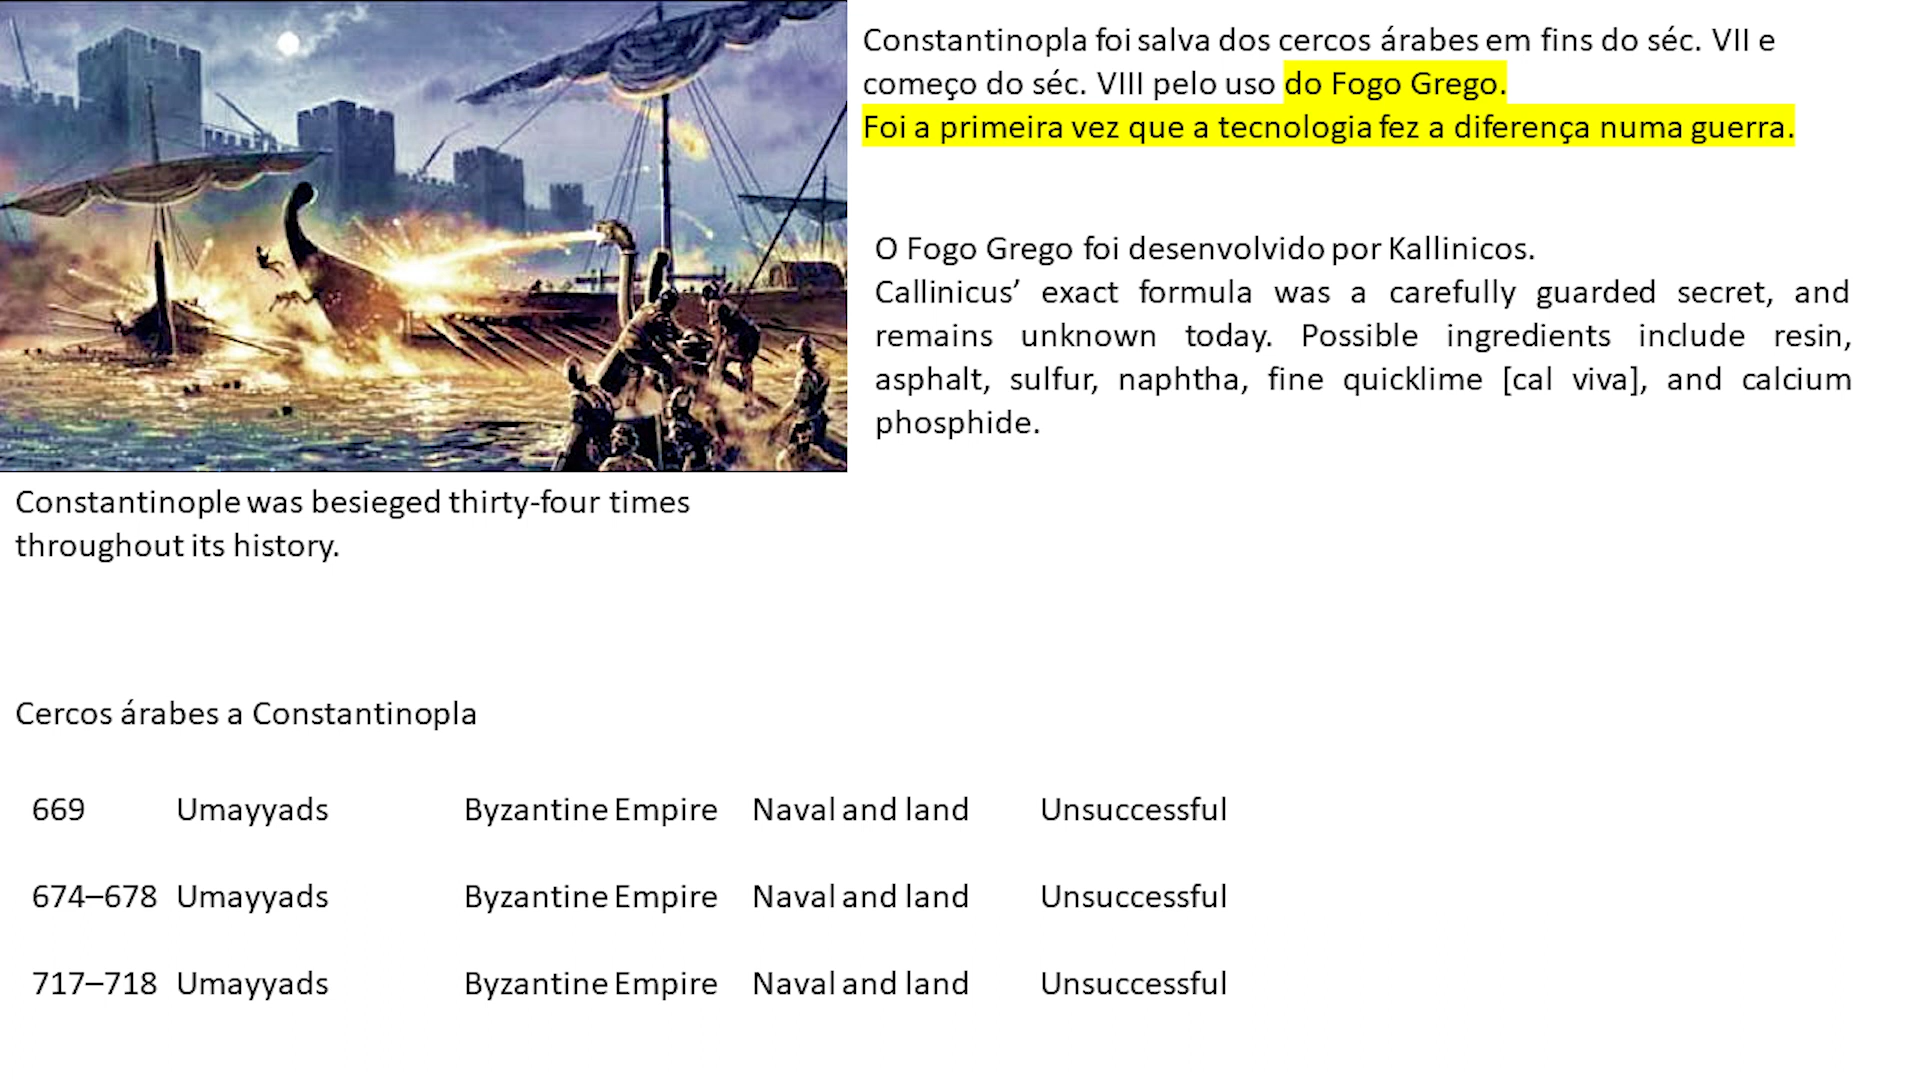 Constantinopla foi salva dos cercos árabes em fins do séc. VII e
começo do séc. VIII pelo uso do Fogo Grego.
Foi a primeira vez que a tecnologia fez a diferença numa guerra.
O Fogo Grego foi desenvolvido por Kallinicos.
Callinicus’ exact formula was a carefully guarded secret, and
remains unknown today. Possible ingredients include resin,
asphalt, sulfur, naphtha, fine quicklime [cal viva], and calcium
phosphide.
Constantinople was besieged thirty-four times
throughout its history.
Cercos árabes a Constantinopla
669 Umayyads Byzantine Empire Naval and land Unsuccessful
674–678 Umayyads Byzantine Empire Naval and land Unsuccessful
717–718 Umayyads Byzantine Empire Naval and land Unsuccessful